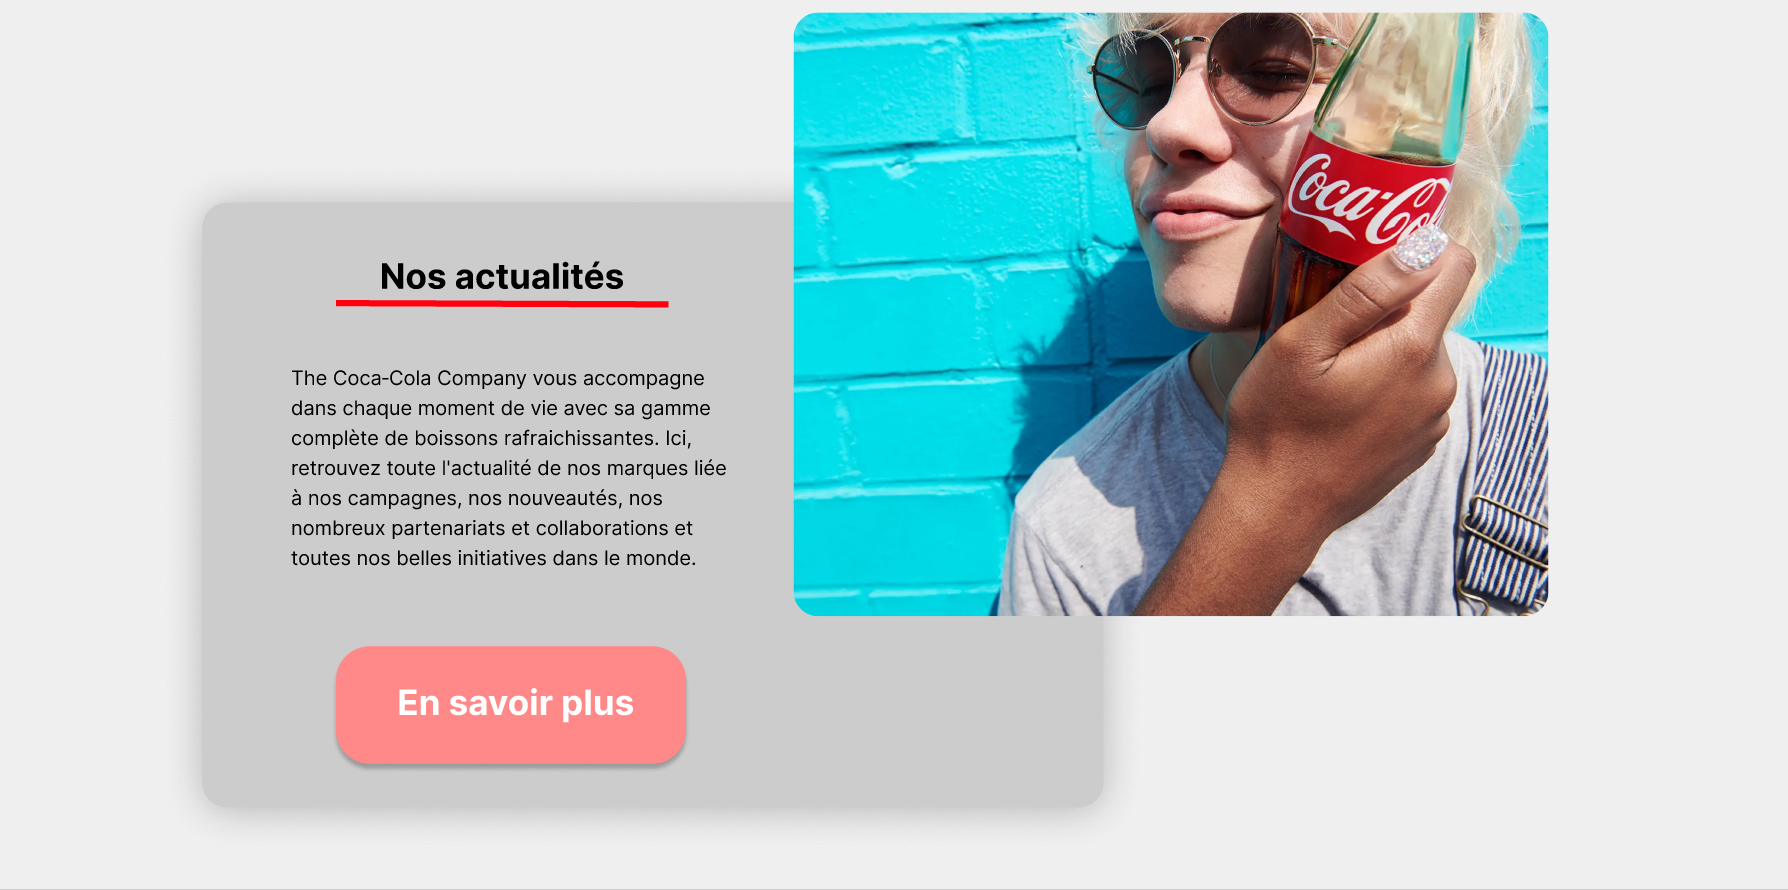 Nos actualités
The Coca-Cola Company vous accompagne
dans chaque moment de vie avec sa gamme
complète de boissons rafraichissantes. Ici,
retrouvez toute l'actualité de nos marques liée
à nos campagnes, nos nouveautés, nos
nombreux partenariats et collaborations et
toutes nos belles initiatives dans le monde.
En savoir plus
Coca-Co